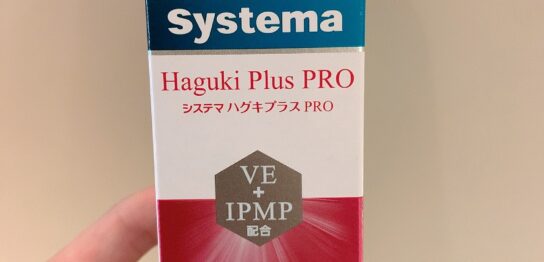 Systema
Haguki Plus PRO
システマ ハグキプラス PRO
VE
+
IPMP
配合